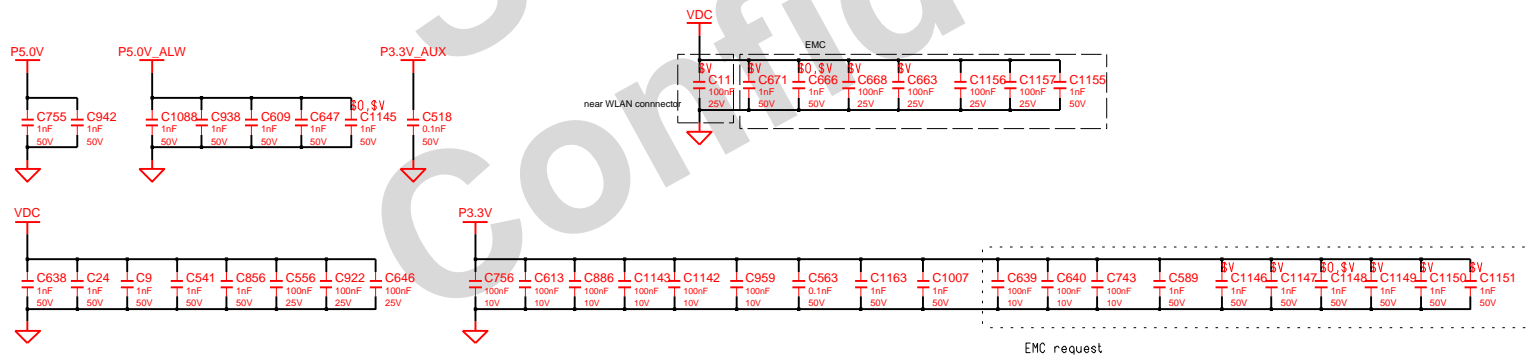 VDC
P5.0V P5.0V_ALW P3.3V_AUX
EMC
$V $V $O,$V $V $V
C11 C671 C666 C668 C663 C1156 C1157 C1155
100nF 1nF 1nF 100nF 100nF 100nF 100nF 1nF
25V 50V 50V 25V 25V 25V 25V 50V
near WLAN connnector
$O,$V
C755 C942 C1088 C938 C609 C647 C1145 C518
1nF 1nF 1nF 1nF 1nF 1nF 1nF 0.1nF
50V 50V 50V 50V 50V 50V 50V 50V
Confid
VDC P3.3V
$V $V $O,$V $V $V $V
C638 C24 C9 C541 C856 C556 C922 C646 C756 C613 C886 C1143 C1142 C959 C563 C1163 C1007 C639 C640 C743 C589 C1146 C1147 C1148 C1149 C1150 C1151
1nF 1nF 1nF 1nF 1nF 100nF 100nF 100nF 100nF 100nF 100nF 100nF 100nF 100nF 0.1nF 1nF 1nF 100nF 100nF 100nF 1nF 1nF 1nF 1nF 1nF 1nF 1nF
50V 50V 50V 50V 50V 25V 25V 25V 10V 10V 10V 10V 10V 10V 50V 50V 50V 10V 10V 10V 50V 50V 50V 50V 50V 50V 50V
EMC request